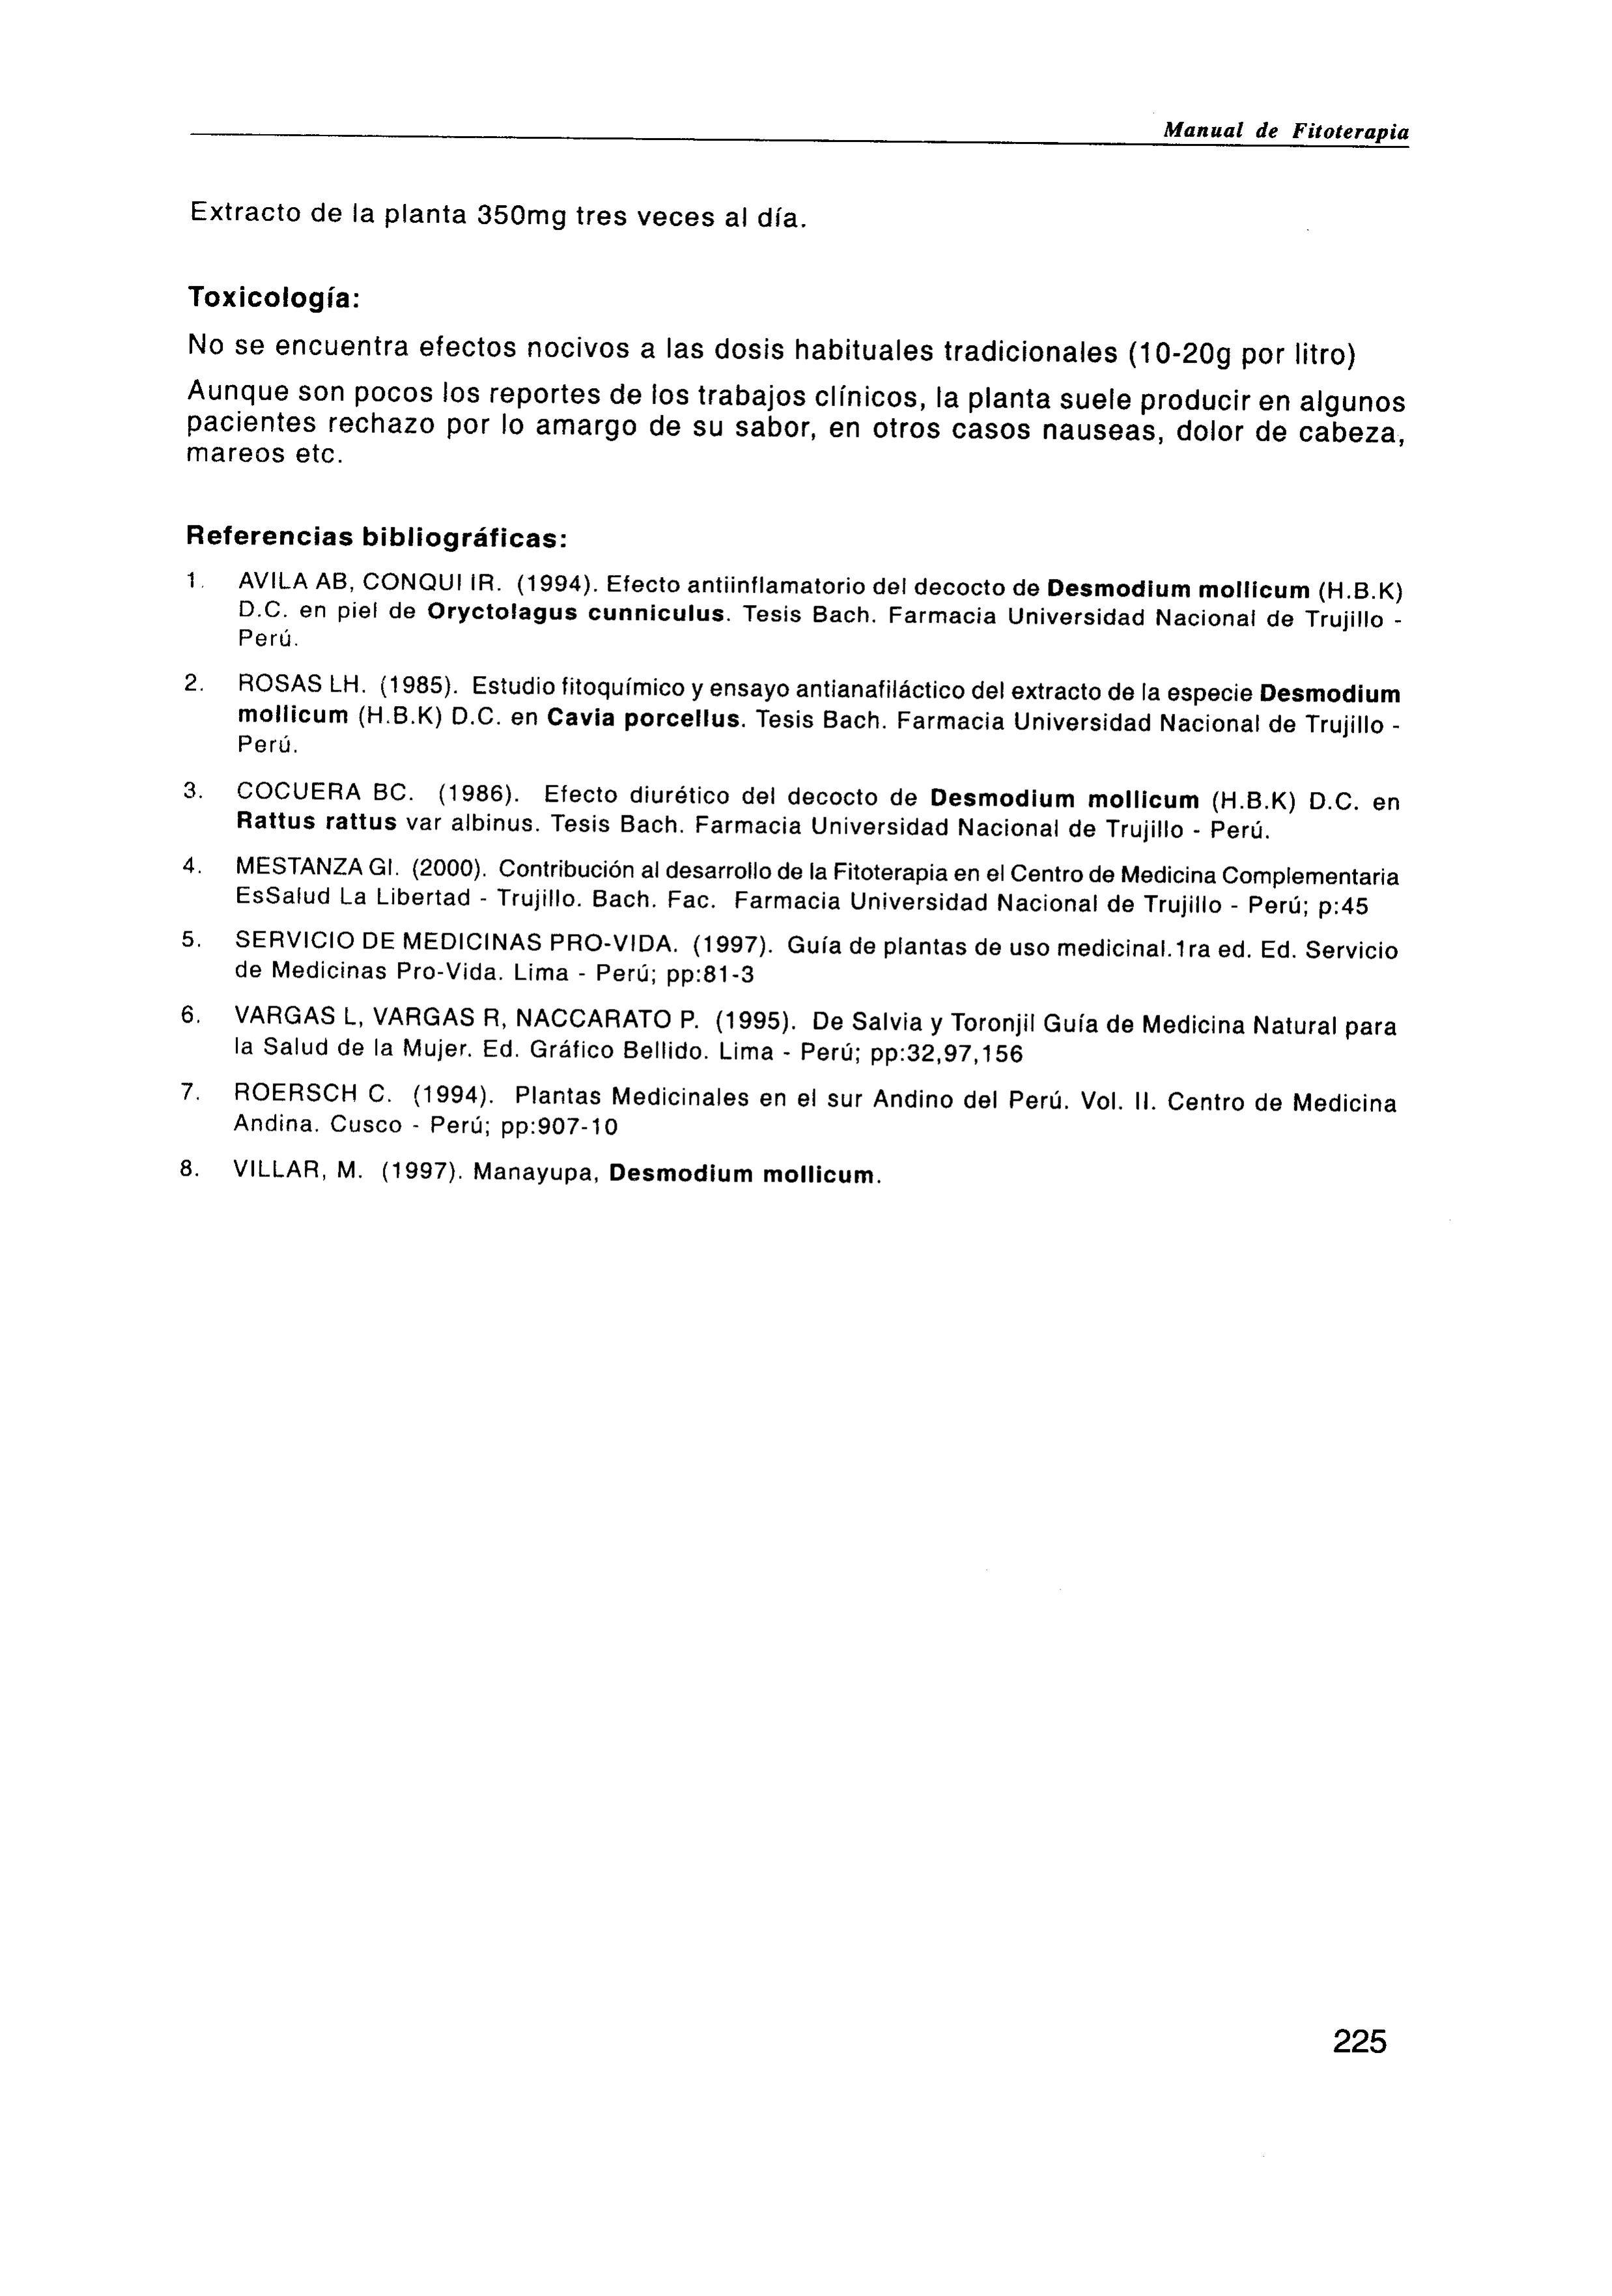 Manual de Fitoterapia
Extracto de la planta 350mg tres veces al día.
Toxicología:
No se encuentra efectos nocivos a las dosis habituales tradicionales (10-20g por litro)
Aunque son pocos los reportes de los trabajos clínicos, la planta suele producir en algunos
pacientes rechazo por lo amargo de su sabor, en otros casos nauseas, dolor de cabeza,
mareos etc.
Referencias bibliográficas:
1. AVILA AB, CONQUI IR. (1994). Efecto antiinflamatorio del decocto de Desmodium mollicum (H.B.K)
D.C. en piel de Oryctolagus cunniculus. Tesis Bach. Farmacia Universidad Nacional de Trujillo -
Perú.
2. ROSAS LH. (1985). Estudio fitoquímico y ensayo antianafiláctico del extracto de la especie Desmodium
mollicum (H.B.K) D.C. en Cavia porcellus. Tesis Bach. Farmacia Universidad Nacional de Trujillo -
Perú.
3. COCUERA BC. (1986). Efecto diurético del decocto de Desmodium mollicum (H.B.K) D.C. en
Rattus rattus var albinus. Tesis Bach. Farmacia Universidad Nacional de Trujillo - Perú.
4. MESTANZA GI. (2000). Contribución al desarrollo de la Fitoterapia en el Centro de Medicina Complementaria
EsSalud La Libertad - Trujillo. Bach. Fac. Farmacia Universidad Nacional de Trujillo - Perú; p:45
5. SERVICIO DE MEDICINAS PRO-VIDA. (1997). Guía de plantas de uso medicinal.1ra ed. Ed. Servicio
de Medicinas Pro-Vida. Lima - Perú; pp:81-3
6. VARGAS L, VARGAS R, NACCARATO P. (1995). De Salvia y Toronjil Guía de Medicina Natural para
la Salud de la Mujer. Ed. Gráfico Bellido. Lima - Perú; pp:32,97,156
7. ROERSCH C. (1994). Plantas Medicinales en el sur Andino del Perú. Vol. II. Centro de Medicina
Andina. Cusco - Perú; pp:907-10
8. VILLAR, M. (1997). Manayupa, Desmodium mollicum.
225